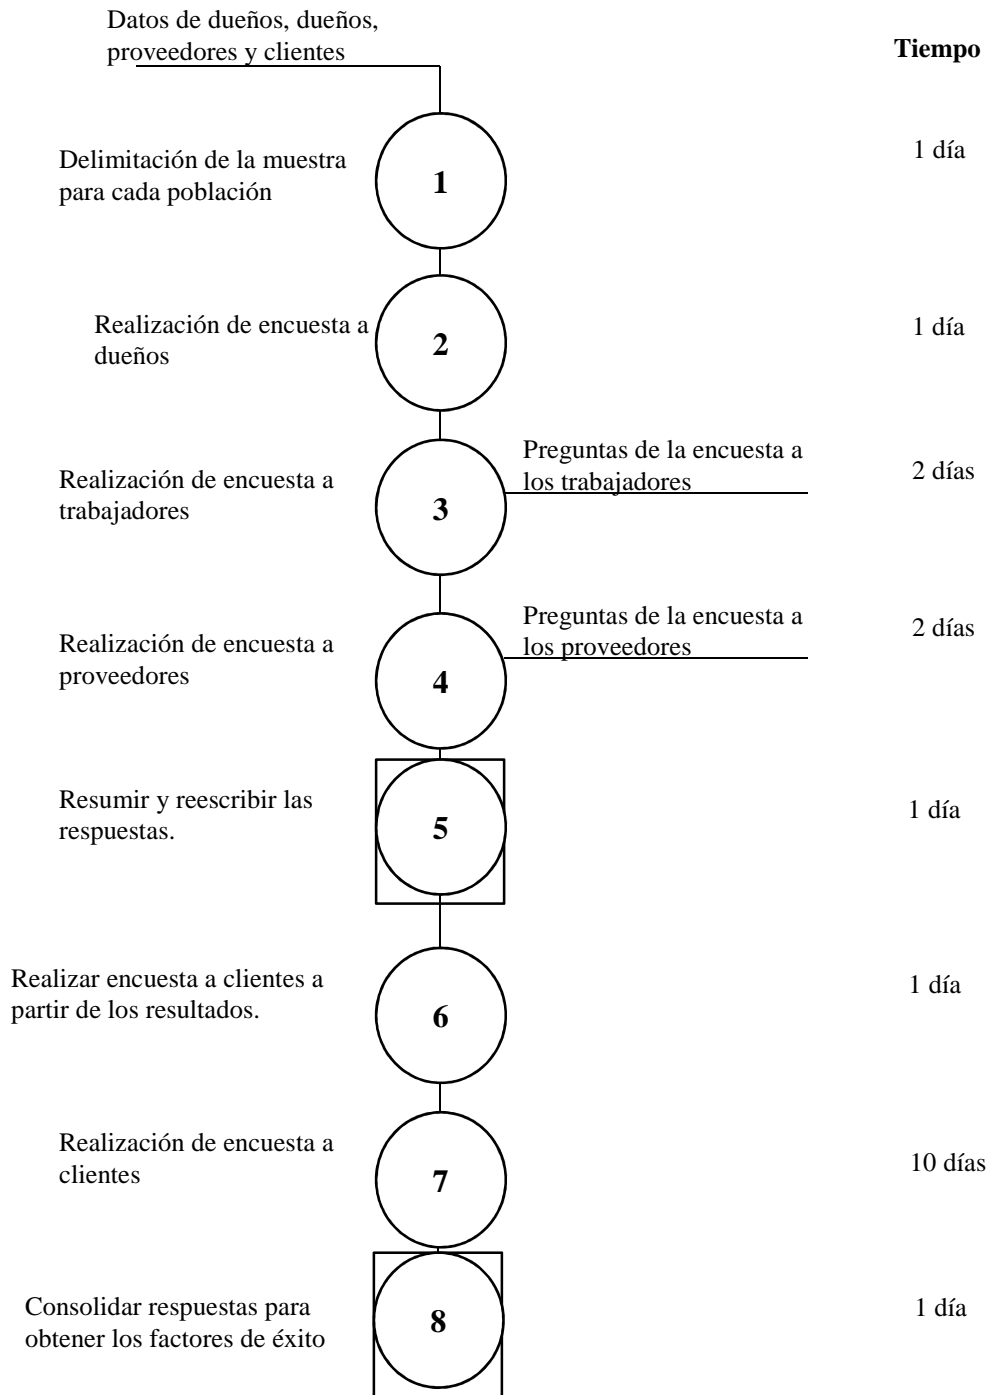 Datos de dueños, dueños,
proveedores y clientes
Tiempo
Delimitación de la muestra
para cada población
1
1 día
Realización de encuesta a
dueños
2
1 día
Realización de encuesta a
trabajadores
3
Preguntas de la encuesta a
los trabajadores
2 días
Realización de encuesta a
proveedores
4
Preguntas de la encuesta a
los proveedores
2 días
Resumir y reescribir las
respuestas.
5
1 día
Realizar encuesta a clientes a
partir de los resultados.
6
1 día
Realización de encuesta a
clientes
7
10 días
Consolidar respuestas para
obtener los factores de éxito
8
1 día